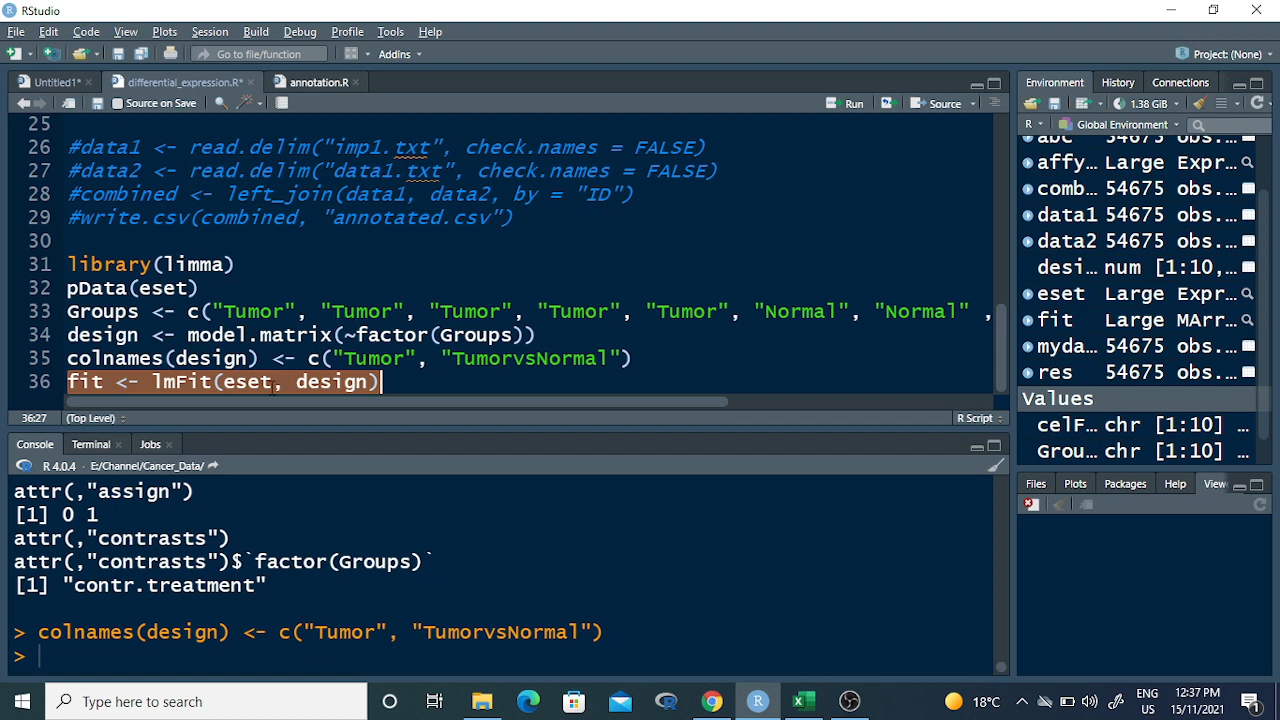 RStudio
File Edit Code View Plots Session Build Debug Profile Tools Help
Go to file/function Addins Project: (None)
Untitled1* differential_expression.R* annotation.R
Source on Save Run Source
25
26 #data1 <- read.delim("imp1.txt", check.names = FALSE)
27 #data2 <- read.delim("data1.txt", check.names = FALSE)
28 #combined <- left_join(data1, data2, by = "ID")
29 #write.csv(combined, "annotated.csv")
30
31 library(limma)
32 pData(eset)
33 Groups <- c("Tumor", "Tumor", "Tumor", "Tumor", "Tumor", "Normal", "Normal" ,
34 design <- model.matrix(~factor(Groups))
35 colnames(design) <- c("Tumor", "TumorvsNormal")
36 fit <- lmFit(eset, design)
36:27 (Top Level) R Script
Console Terminal Jobs
R 4.0.4 · E:/Channel/Cancer_Data/
attr(,"assign")
[1] 0 1
attr(,"contrasts")
attr(,"contrasts")$`factor(Groups)`
[1] "contr.treatment"
> colnames(design) <- c("Tumor", "TumorvsNormal")
>
Environment History Connections
1.38 GiB
R Global Environment
abc Large Expr…
affy Large Expr…
comb… 54675 obs.
data1 54675 obs.
data2 54675 obs.
desi… num [1:10,
eset Large Expr…
fit Large MArr…
myda… 54675 obs.
res 54675 obs.
Values
celF… chr [1:10] …
Grou… chr [1:10] …
Files Plots Packages Help View
Type here to search
18°C
ENG
US
12:37 PM
15/11/2021